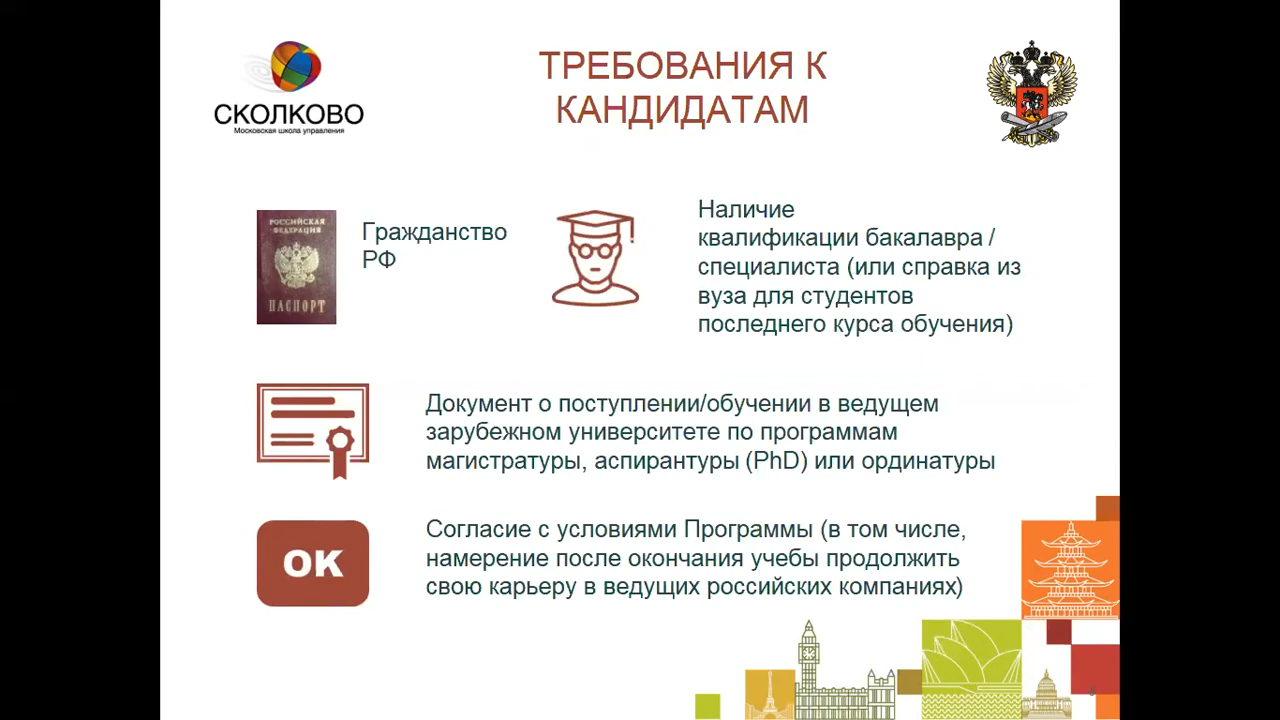 СКОЛКОВО
Московская школа управления
ТРЕБОВАНИЯ К
КАНДИДАТАМ
РОССИЙСКАЯ
ФЕДЕРАЦИЯ
ПАСПОРТ
Гражданство
РФ
Наличие
квалификации бакалавра /
специалиста (или справка из
вуза для студентов
последнего курса обучения)
Документ о поступлении/обучении в ведущем
зарубежном университете по программам
магистратуры, аспирантуры (PhD) или ординатуры
OK
Согласие с условиями Программы (в том числе,
намерение после окончания учебы продолжить
свою карьеру в ведущих российских компаниях)